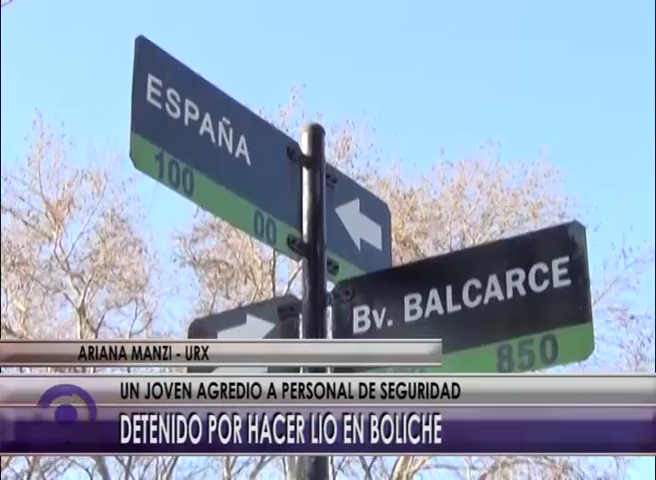 ESPAÑA
100 00
Bv. BALCARCE
850
ARIANA MANZI - URX
UN JOVEN AGREDIO A PERSONAL DE SEGURIDAD
DETENIDO POR HACER LIO EN BOLICHE